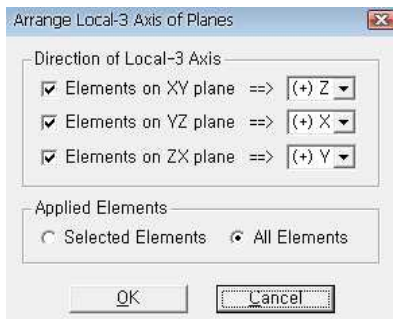 Arrange Local-3 Axis of Planes
Direction of Local-3 Axis
Elements on XY plane ==> (+) Z
Elements on YZ plane ==> (+) X
Elements on ZX plane ==> (+) Y
Applied Elements
Selected Elements All Elements
OK Cancel